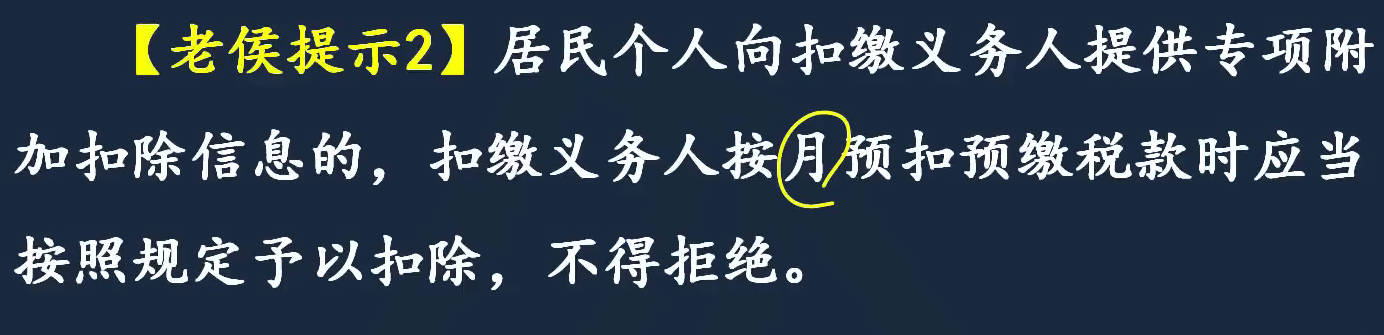 【老侯提示2】居民个人向扣缴义务人提供专项附
加扣除信息的，扣缴义务人按月预扣预缴税款时应当
按照规定予以扣除，不得拒绝。